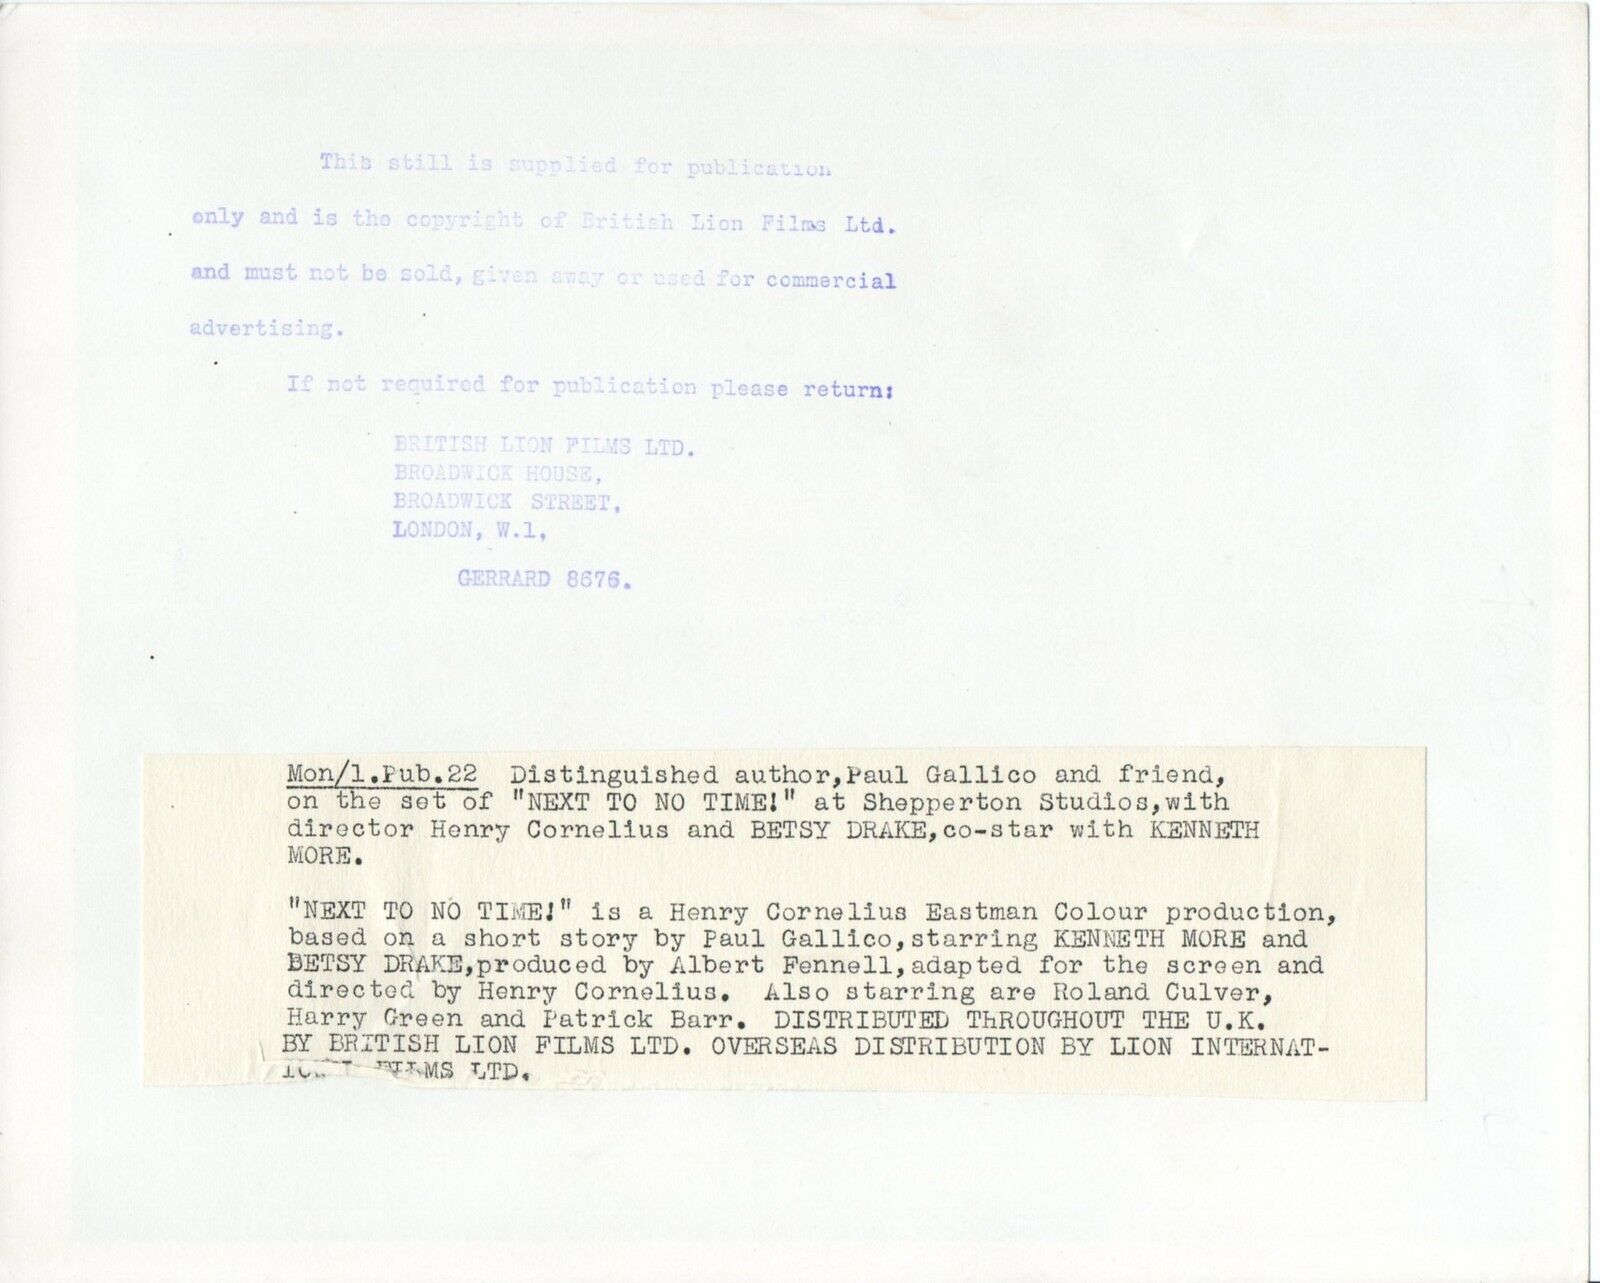 This still is supplied for publication
only and is the copyright of British Lion Films Ltd.
and must not be sold, given away or used for commercial
advertising.
If not required for publication please return:
BRITISH LION FILMS LTD.
BROADWICK HOUSE,
BROADWICK STREET,
LONDON, W.1,
GERRARD 8676.
Mon/1.Pub.22 Distinguished author,Paul Gallico and friend,
on the set of "NEXT TO NO TIME!" at Shepperton Studios,with
director Henry Cornelius and BETSY DRAKE,co-star with KENNETH
MORE.
"NEXT TO NO TIME!" is a Henry Cornelius Eastman Colour production,
based on a short story by Paul Gallico,starring KENNETH MORE and
BETSY DRAKE,produced by Albert Fennell,adapted for the screen and
directed by Henry Cornelius. Also starring are Roland Culver,
Harry Green and Patrick Barr. DISTRIBUTED ThROUGHOUT THE U.K.
BY BRITISH LION FILMS LTD. OVERSEAS DISTRIBUTION BY LION INTERNAT-
FILMS LTD.